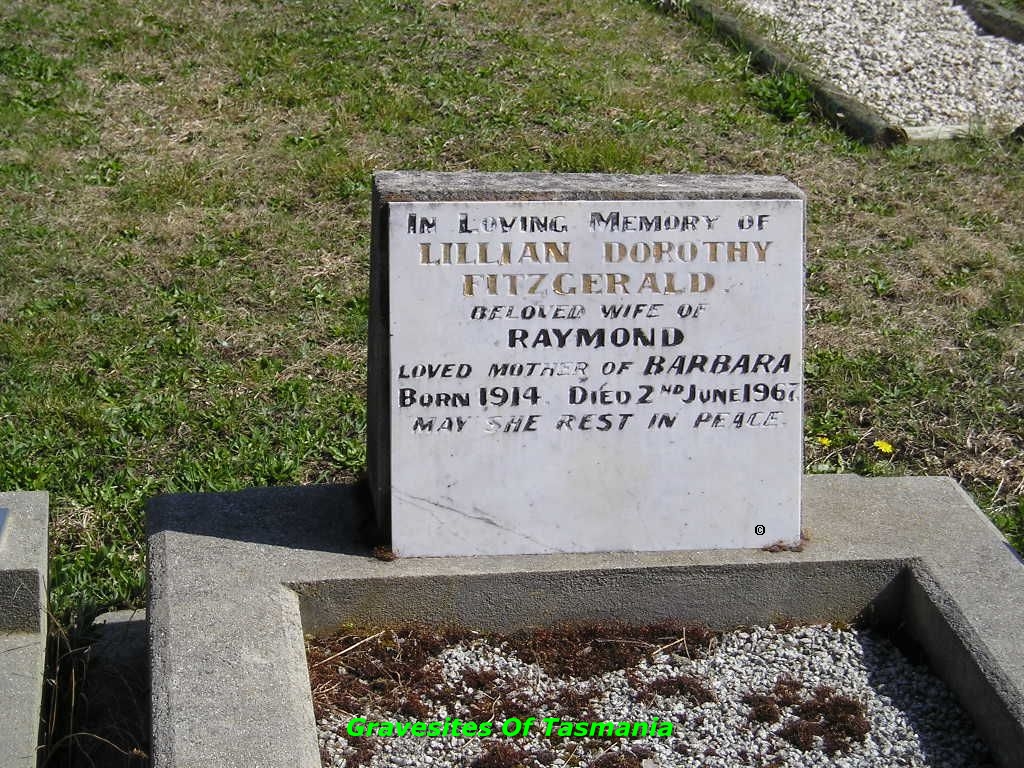 In Loving Memory of
LILLIAN DOROTHY
FITZGERALD.
BELOVED WIFE OF
RAYMOND
LOVED MOTHER OF BARBARA
BORN 1914. DIED 2ND JUNE 1967.
MAY SHE REST IN PEACE.
©
Gravesites Of Tasmania